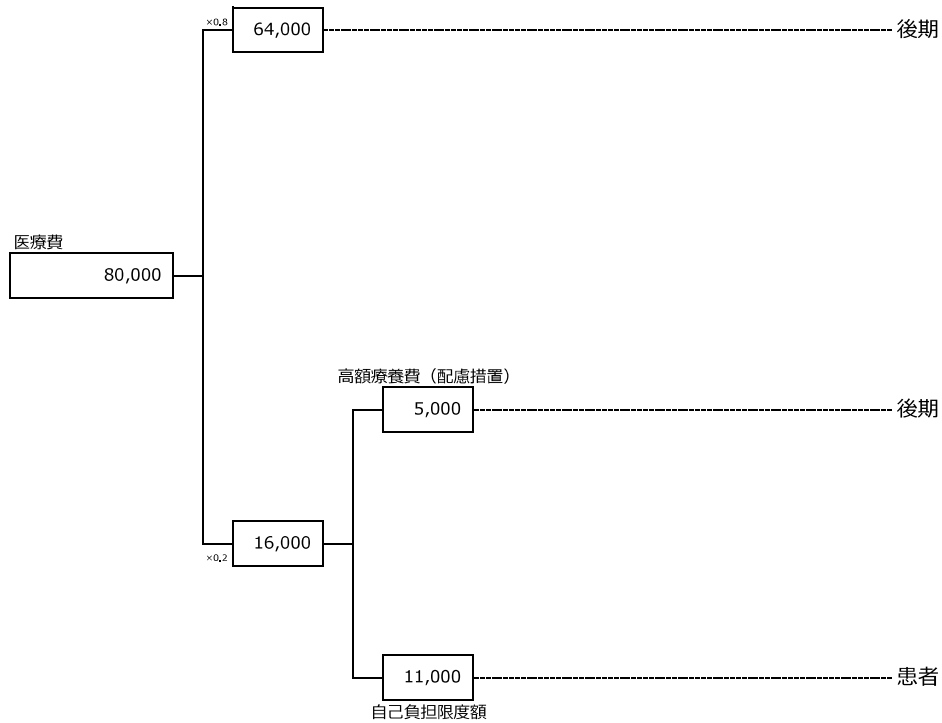 ×0.8
64,000
後期
医療費
80,000
高額療養費（配慮措置）
5,000
後期
16,000
×0.2
11,000
患者
自己負担限度額